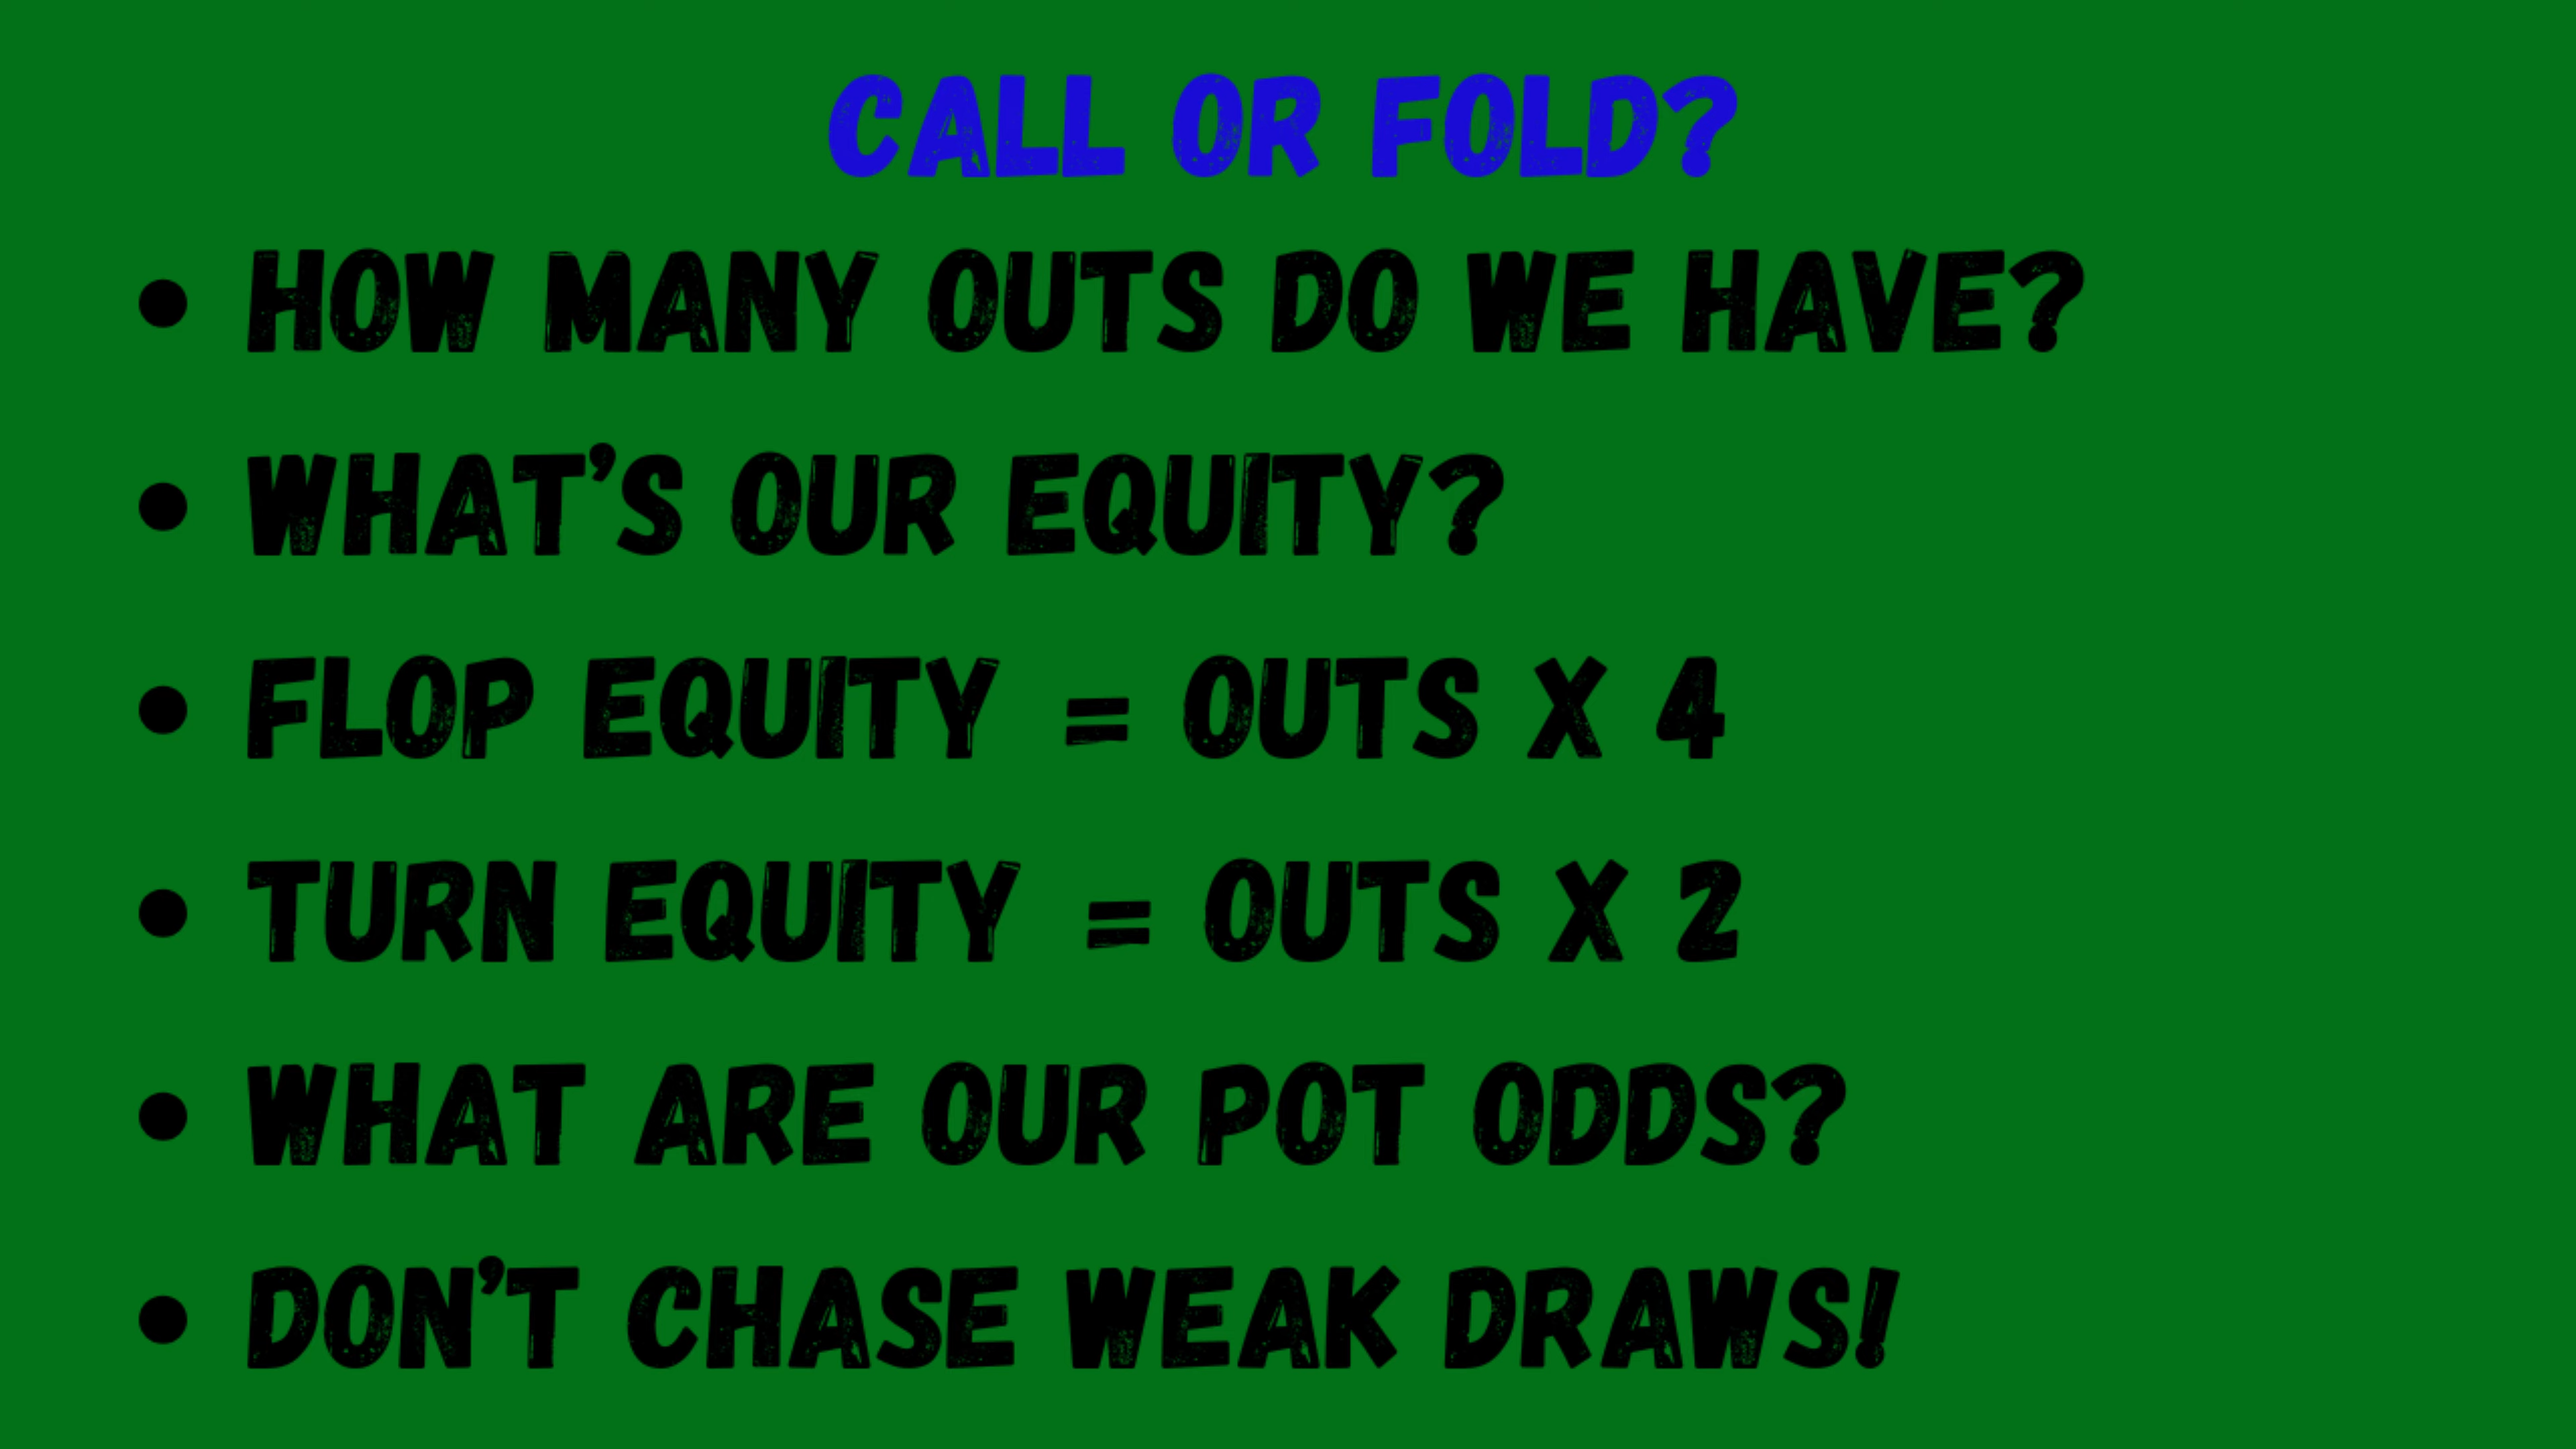 CALL OR FOLD?
• HOW MANY OUTS DO WE HAVE?
• WHAT’S OUR EQUITY?
• FLOP EQUITY = OUTS X 4
• TURN EQUITY = OUTS X 2
• WHAT ARE OUR POT ODDS?
• DON’T CHASE WEAK DRAWS!